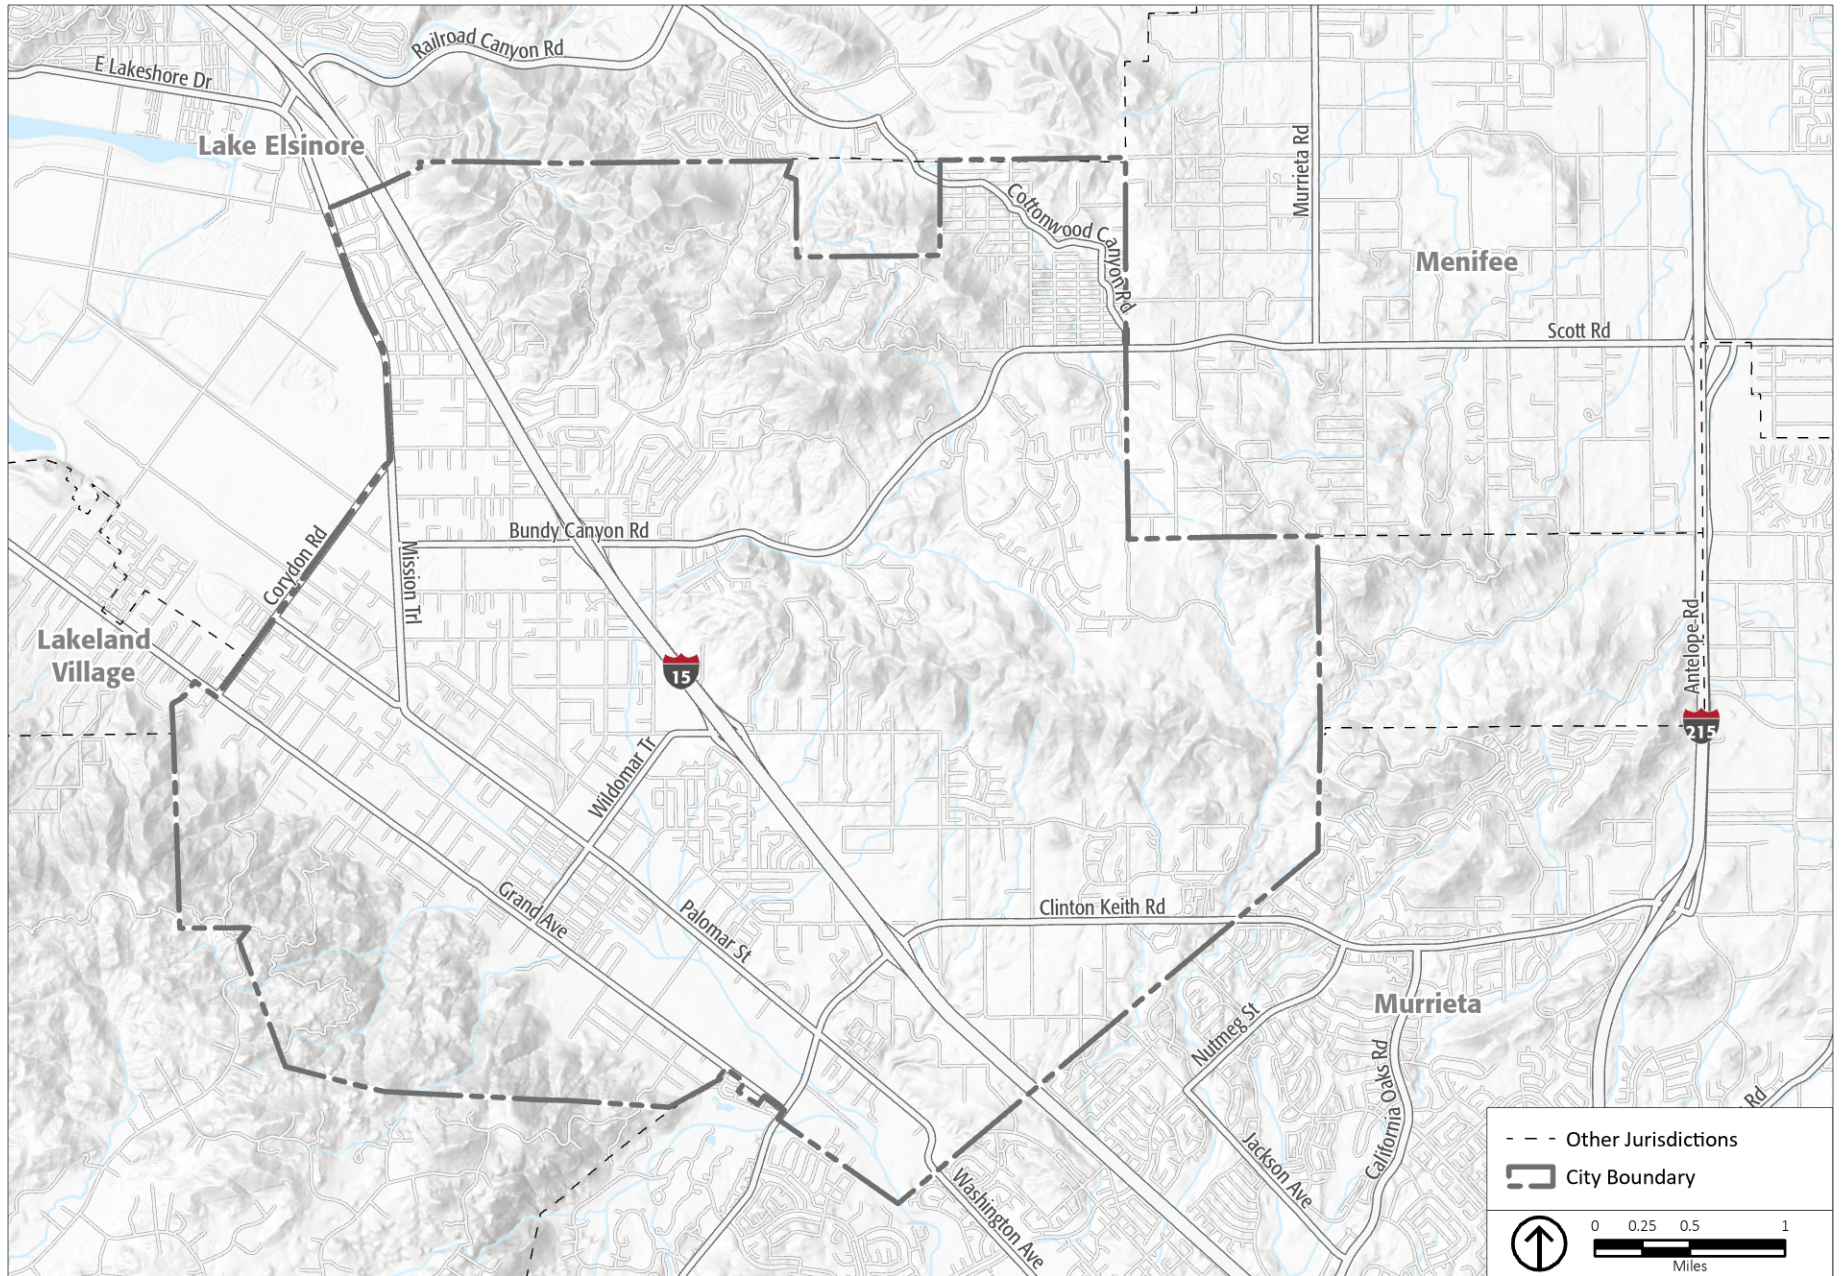 Railroad Canyon Rd
E Lakeshore Dr
Lake Elsinore
Murrieta Rd
Cottonwood Canyon Rd
Menifee
Scott Rd
Bundy Canyon Rd
Corydon Rd
Mission Trl
Lakeland
Village
Antelope Rd
15
215
Wildomar Tr
Grand Ave
Palomar St
Clinton Keith Rd
Murrieta
Nutmeg St
California Oaks Rd
Jackson Ave
Washington Ave
Rd
Other Jurisdictions
City Boundary
0 0.25 0.5 1
Miles